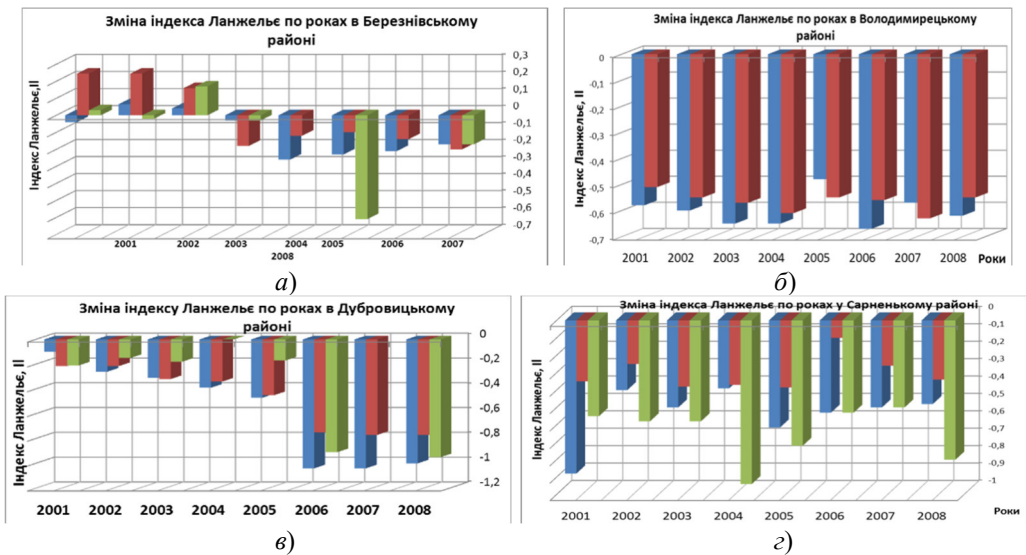 Зміна індекса Ланжельє по роках в Березнівському
районі
Індекс Ланжельє,ІІ
0,3
0,2
0,1
0
-0,1
-0,2
-0,3
-0,4
-0,5
-0,6
-0,7
2001 2002 2003 2004 2005 2006 2007
2008
а)
Зміна індекса Ланжельє по роках в Володимирецькому
районі
Індекс Ланжельє, ІІ
0
-0,1
-0,2
-0,3
-0,4
-0,5
-0,6
-0,7
2001 2002 2003 2004 2005 2006 2007 2008 Роки
б)
Зміна індексу Ланжельє по роках в Дубровицькому
районі
Індекс Ланжельє, ІІ
0
-0,2
-0,4
-0,6
-0,8
-1
-1,2
2001 2002 2003 2004 2005 2006 2007 2008
в)
Зміна індекса Ланжельє по роках у Сарненькому районі
Індекс Ланжельє, ІІ
0
-0,1
-0,2
-0,3
-0,4
-0,5
-0,6
-0,7
-0,8
-0,9
-1
2001 2002 2003 2004 2005 2006 2007 2008 Роки
г)